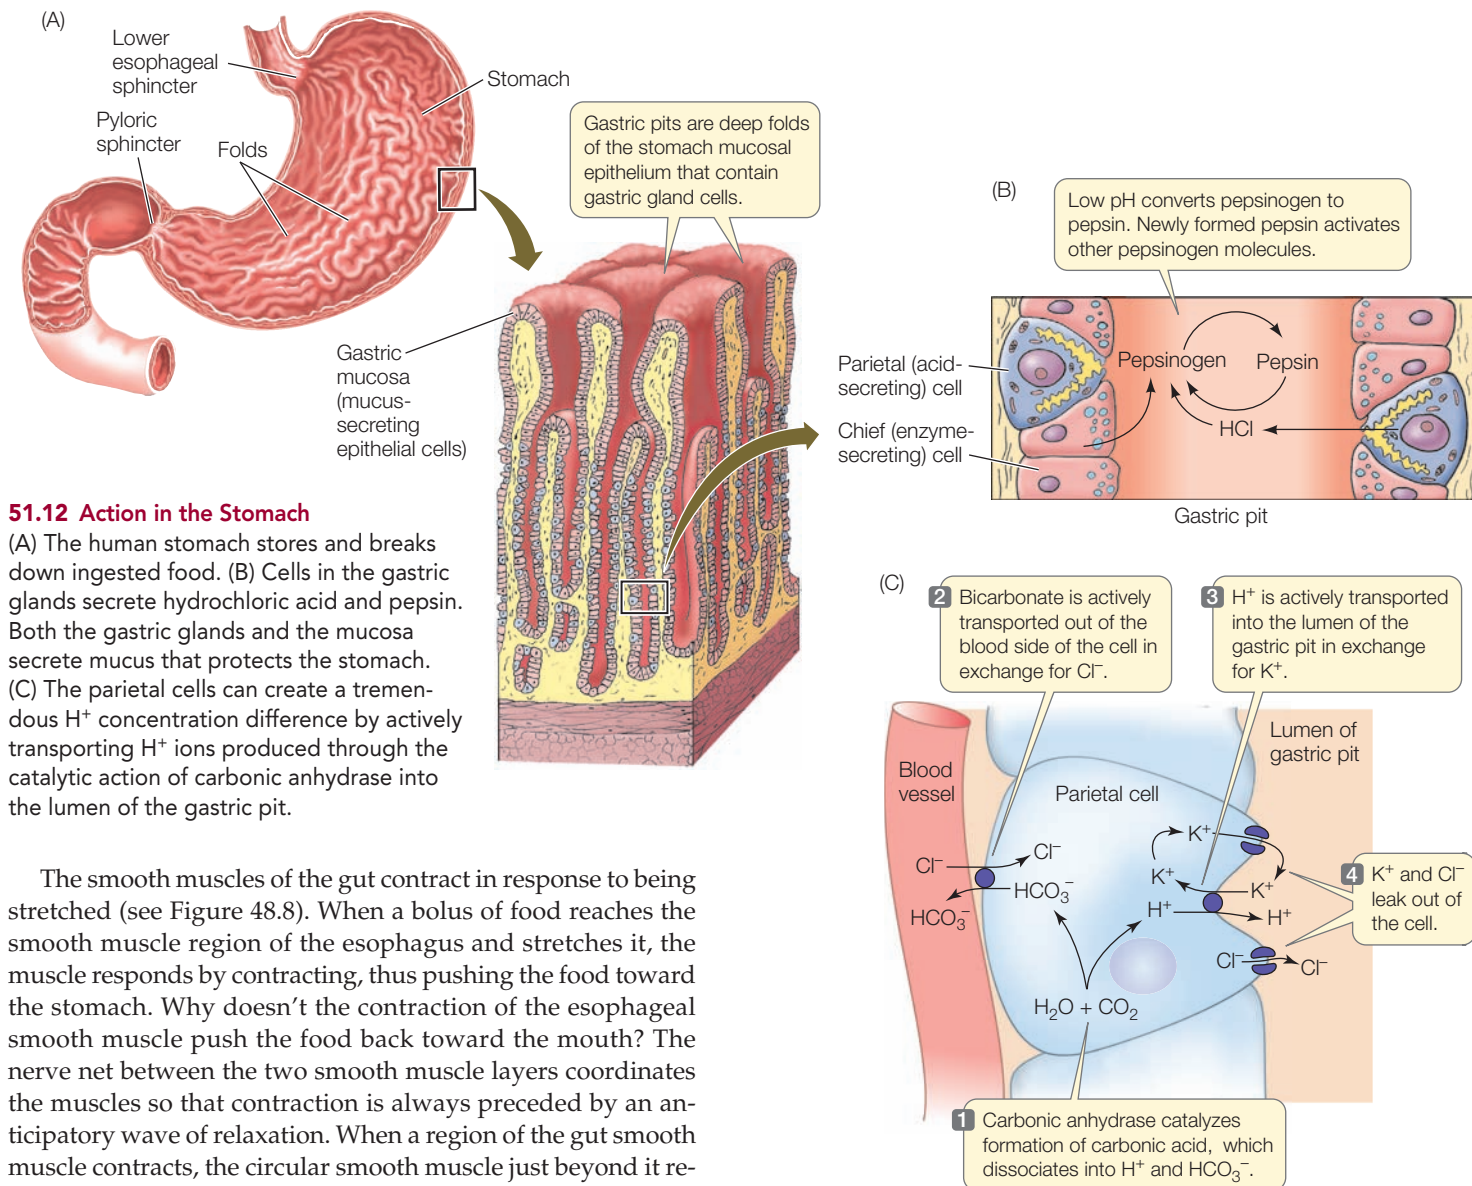 (A)
Lower
esophageal
sphincter
Stomach
Pyloric
sphincter
Folds
Gastric pits are deep folds
of the stomach mucosal
epithelium that contain
gastric gland cells.
Gastric
mucosa
(mucus-
secreting
epithelial cells)
(B)
Low pH converts pepsinogen to
pepsin. Newly formed pepsin activates
other pepsinogen molecules.
Parietal (acid-
secreting) cell
Chief (enzyme-
secreting) cell
Pepsinogen
Pepsin
HCl
Gastric pit
51.12 Action in the Stomach
(A) The human stomach stores and breaks
down ingested food. (B) Cells in the gastric
glands secrete hydrochloric acid and pepsin.
Both the gastric glands and the mucosa
secrete mucus that protects the stomach.
(C) The parietal cells can create a tremen-
dous H⁺ concentration difference by actively
transporting H⁺ ions produced through the
catalytic action of carbonic anhydrase into
the lumen of the gastric pit.
(C)
2 Bicarbonate is actively
transported out of the
blood side of the cell in
exchange for Cl⁻.
3 H⁺ is actively transported
into the lumen of the
gastric pit in exchange
for K⁺.
Lumen of
gastric pit
Blood
vessel
Parietal cell
Cl⁻
Cl⁻
HCO₃⁻
HCO₃⁻
K⁺
K⁺
K⁺
H⁺
H⁺
Cl⁻
Cl⁻
H₂O + CO₂
4 K⁺ and Cl⁻
leak out of
the cell.
1 Carbonic anhydrase catalyzes
formation of carbonic acid, which
dissociates into H⁺ and HCO₃⁻.
The smooth muscles of the gut contract in response to being
stretched (see Figure 48.8). When a bolus of food reaches the
smooth muscle region of the esophagus and stretches it, the
muscle responds by contracting, thus pushing the food toward
the stomach. Why doesn't the contraction of the esophageal
smooth muscle push the food back toward the mouth? The
nerve net between the two smooth muscle layers coordinates
the muscles so that contraction is always preceded by an an-
ticipatory wave of relaxation. When a region of the gut smooth
muscle contracts, the circular smooth muscle just beyond it re-